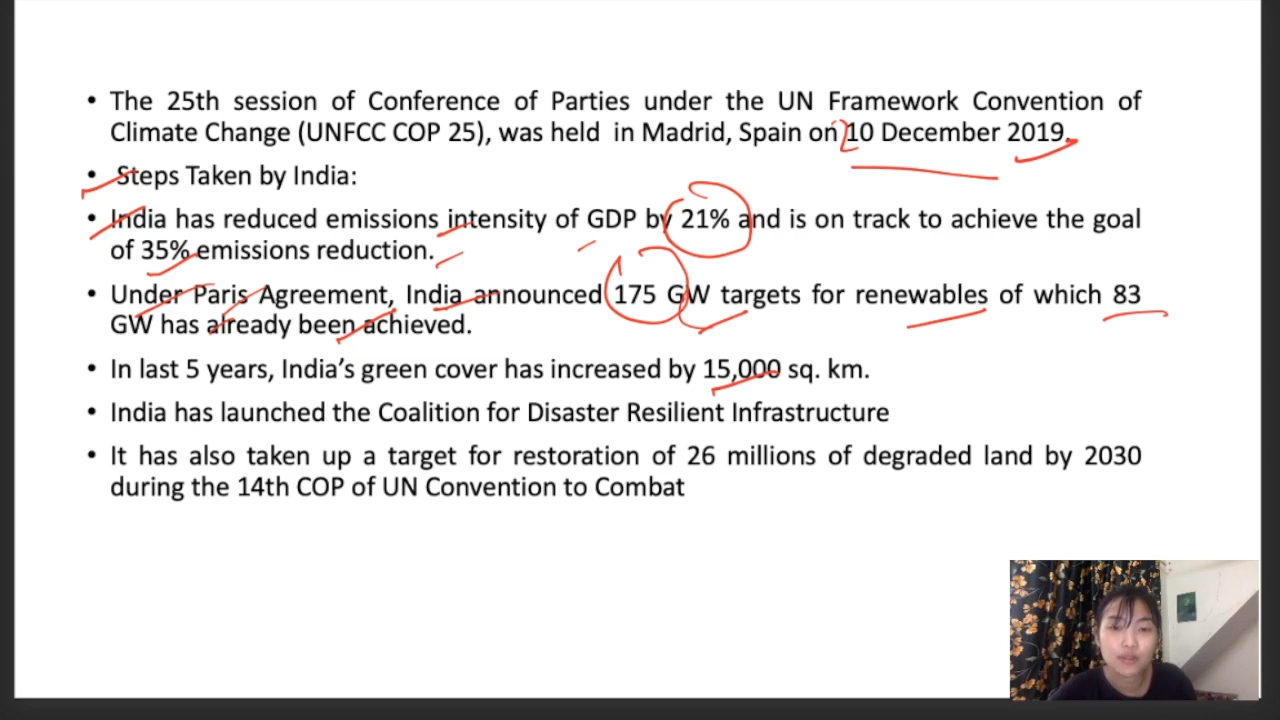 • The 25th session of Conference of Parties under the UN Framework Convention of
Climate Change (UNFCC COP 25), was held in Madrid, Spain on 10 December 2019.
• Steps Taken by India:
• India has reduced emissions intensity of GDP by 21% and is on track to achieve the goal
of 35% emissions reduction.
• Under Paris Agreement, India announced 175 GW targets for renewables of which 83
GW has already been achieved.
• In last 5 years, India’s green cover has increased by 15,000 sq. km.
• India has launched the Coalition for Disaster Resilient Infrastructure
• It has also taken up a target for restoration of 26 millions of degraded land by 2030
during the 14th COP of UN Convention to Combat